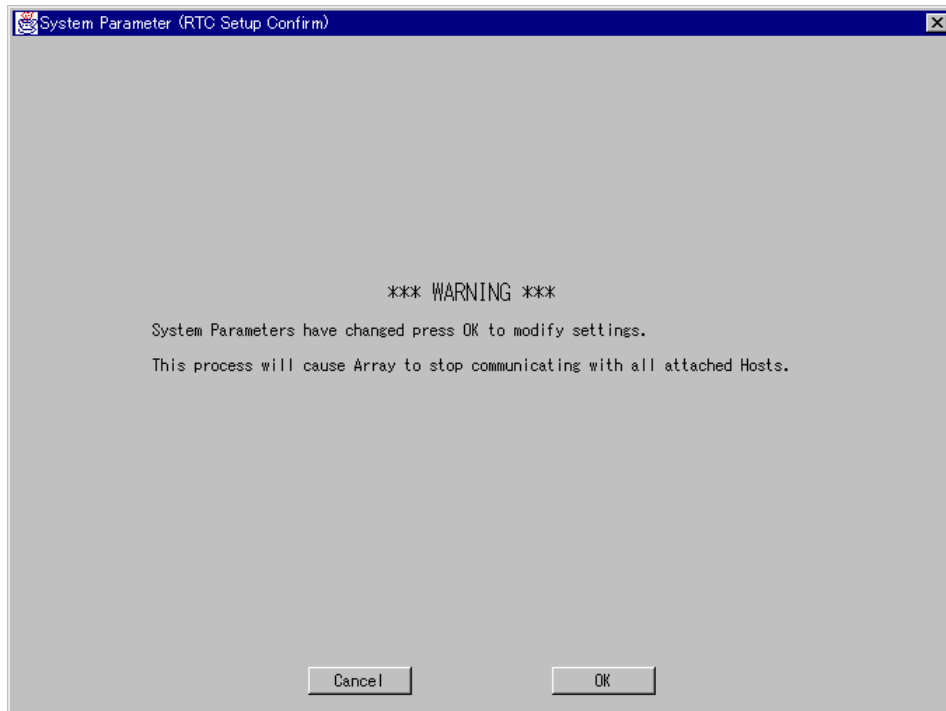 System Parameter (RTC Setup Confirm)
*** WARNING ***
System Parameters have changed press OK to modify settings.
This process will cause Array to stop communicating with all attached Hosts.
Cancel
OK